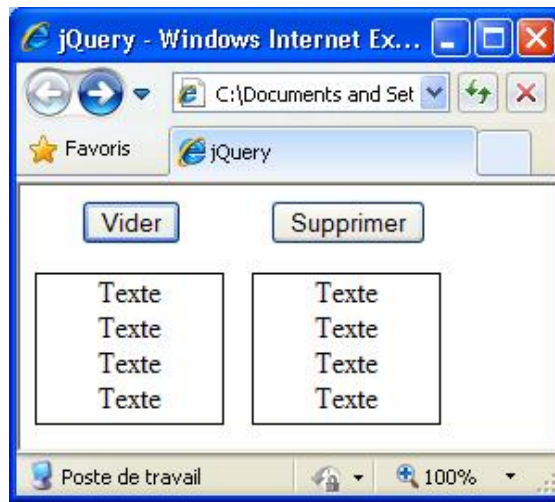 jQuery - Windows Internet Ex...
C:\Documents and Set
Favoris
jQuery
Vider Supprimer
Texte Texte
Texte Texte
Texte Texte
Texte Texte
Poste de travail 100%